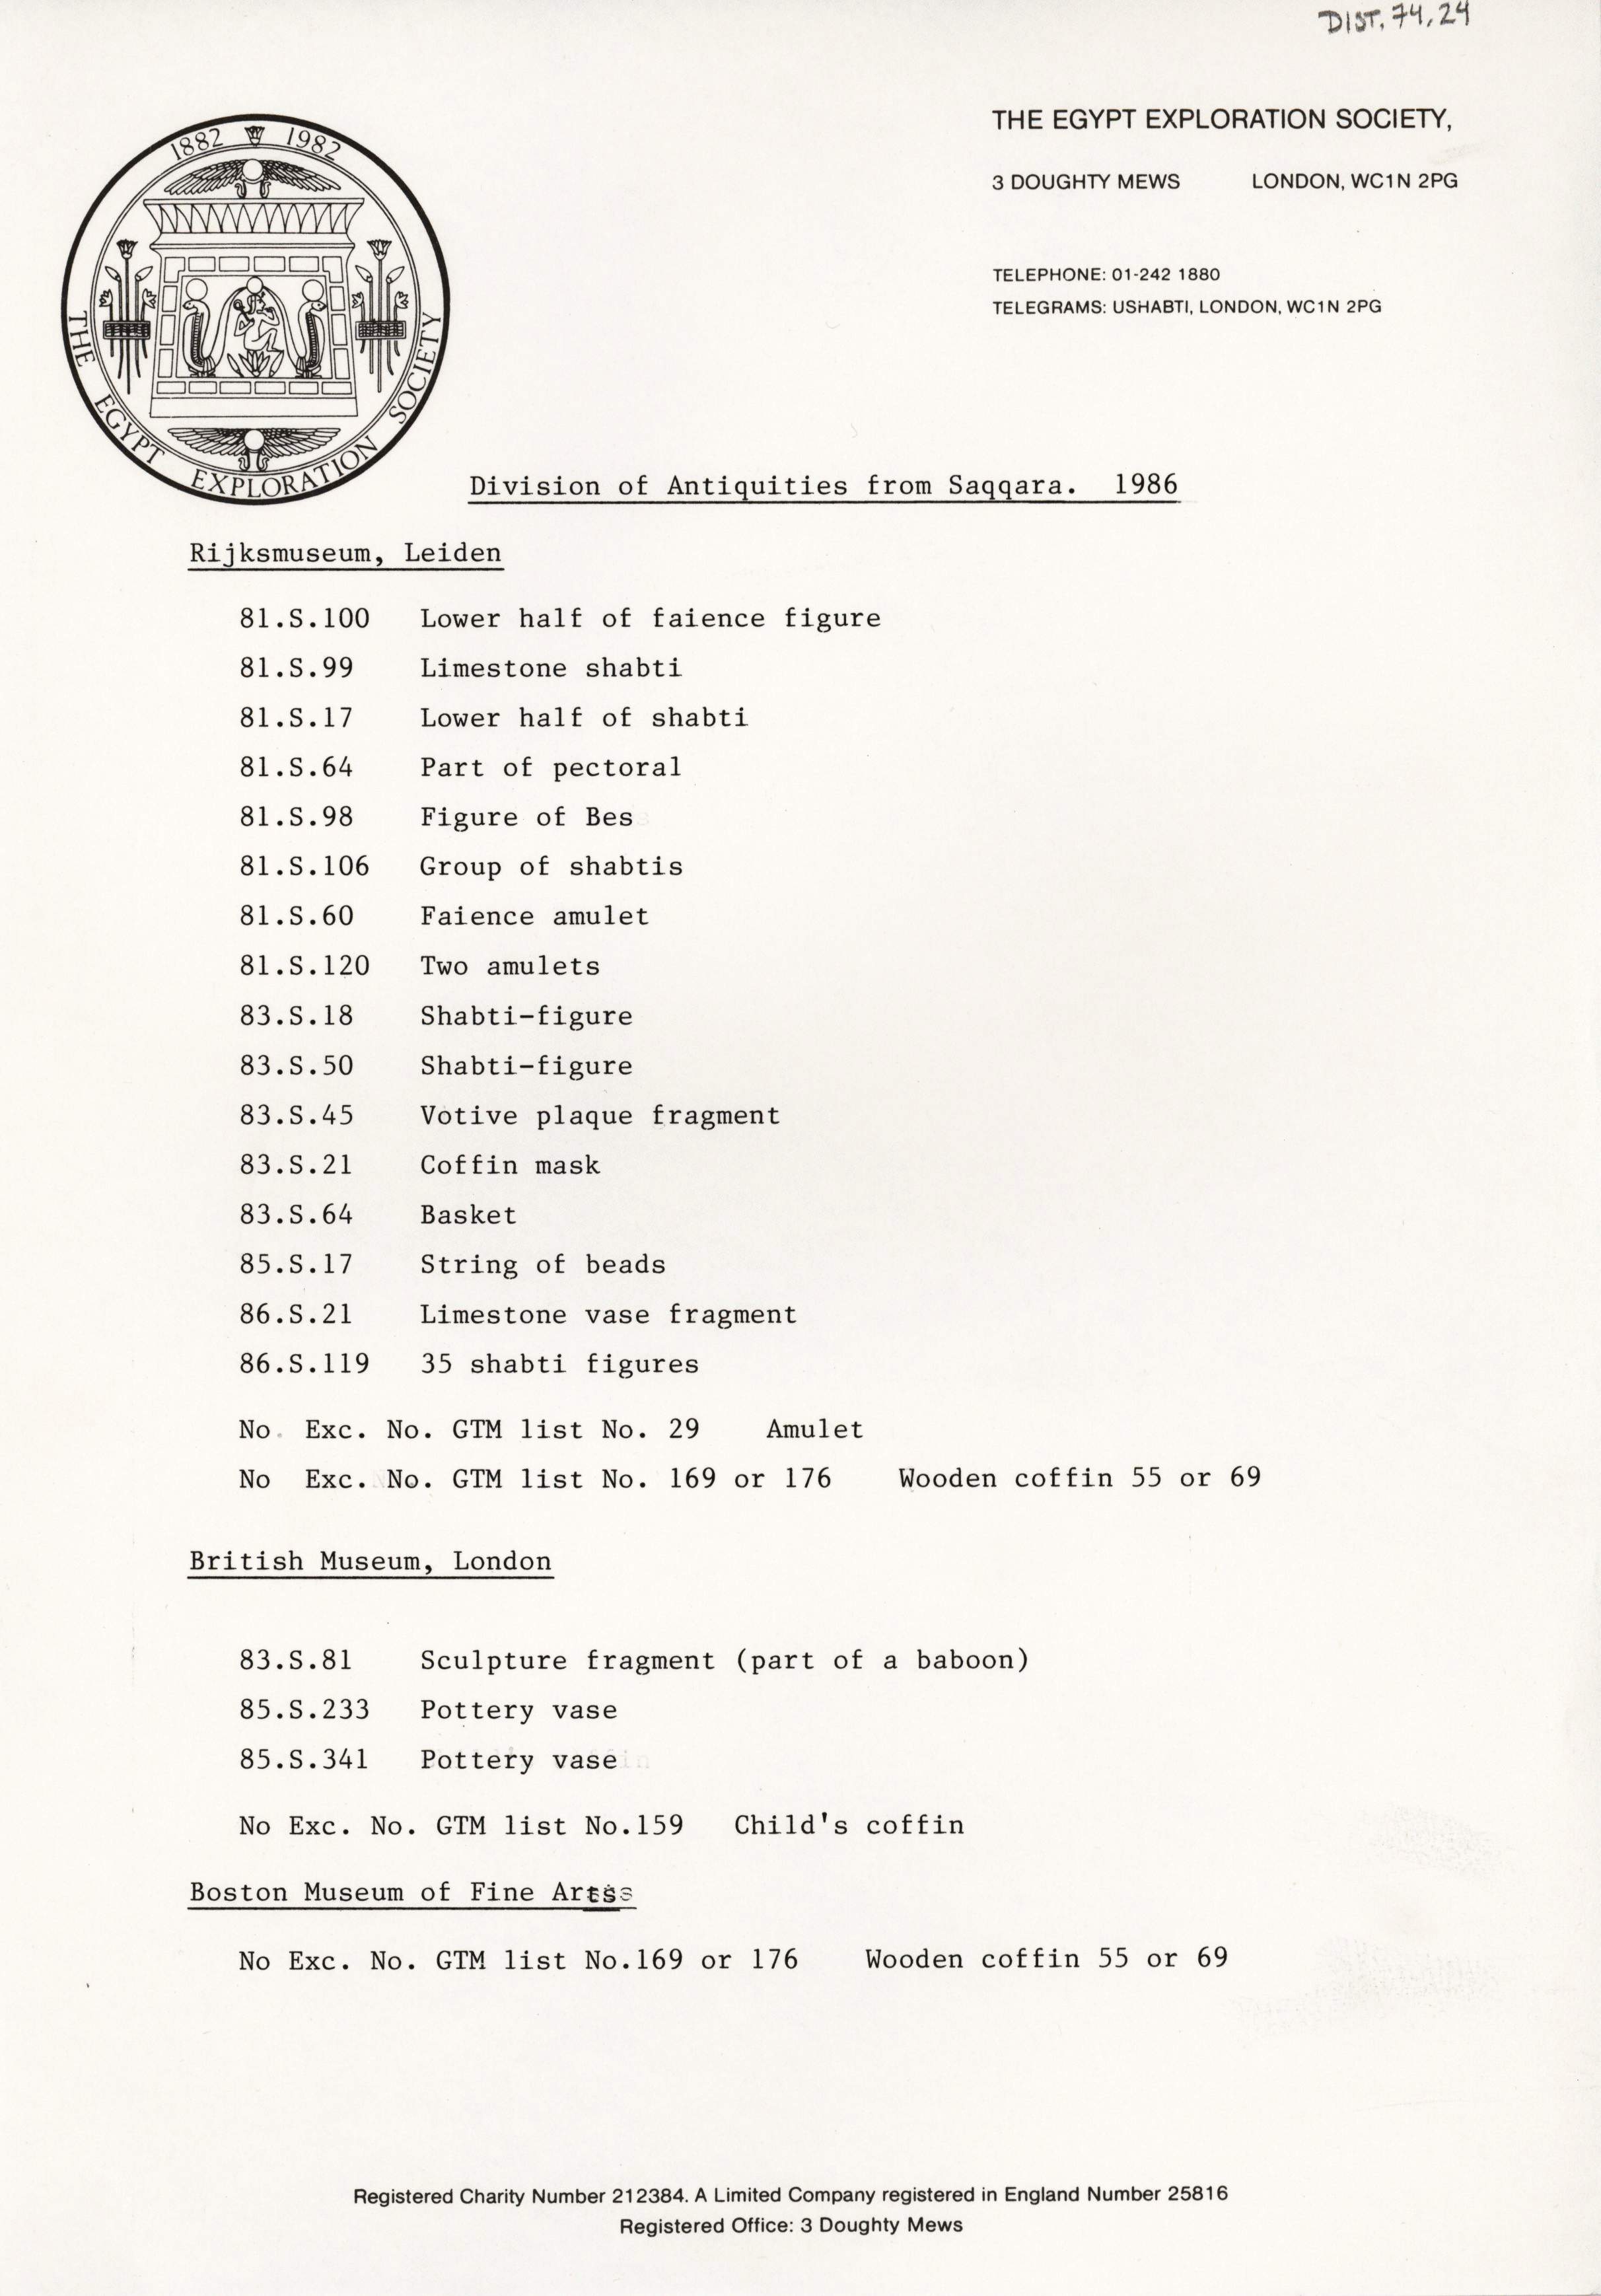 DIST. 74.24
1882 1982
THE EGYPT EXPLORATION SOCIETY
THE EGYPT EXPLORATION SOCIETY,
3 DOUGHTY MEWS LONDON, WC1N 2PG
TELEPHONE: 01-242 1880
TELEGRAMS: USHABTI, LONDON, WC1N 2PG
Division of Antiquities from Saqqara. 1986
Rijksmuseum, Leiden
81.S.100 Lower half of faience figure
81.S.99 Limestone shabti
81.S.17 Lower half of shabti
81.S.64 Part of pectoral
81.S.98 Figure of Bes
81.S.106 Group of shabtis
81.S.60 Faience amulet
81.S.120 Two amulets
83.S.18 Shabti-figure
83.S.50 Shabti-figure
83.S.45 Votive plaque fragment
83.S.21 Coffin mask
83.S.64 Basket
85.S.17 String of beads
86.S.21 Limestone vase fragment
86.S.119 35 shabti figures
No. Exc. No. GTM list No. 29 Amulet
No Exc. No. GTM list No. 169 or 176 Wooden coffin 55 or 69
British Museum, London
83.S.81 Sculpture fragment (part of a baboon)
85.S.233 Pottery vase
85.S.341 Pottery vase
No Exc. No. GTM list No.159 Child's coffin
Boston Museum of Fine Arts
No Exc. No. GTM list No.169 or 176 Wooden coffin 55 or 69
Registered Charity Number 212384. A Limited Company registered in England Number 25816
Registered Office: 3 Doughty Mews